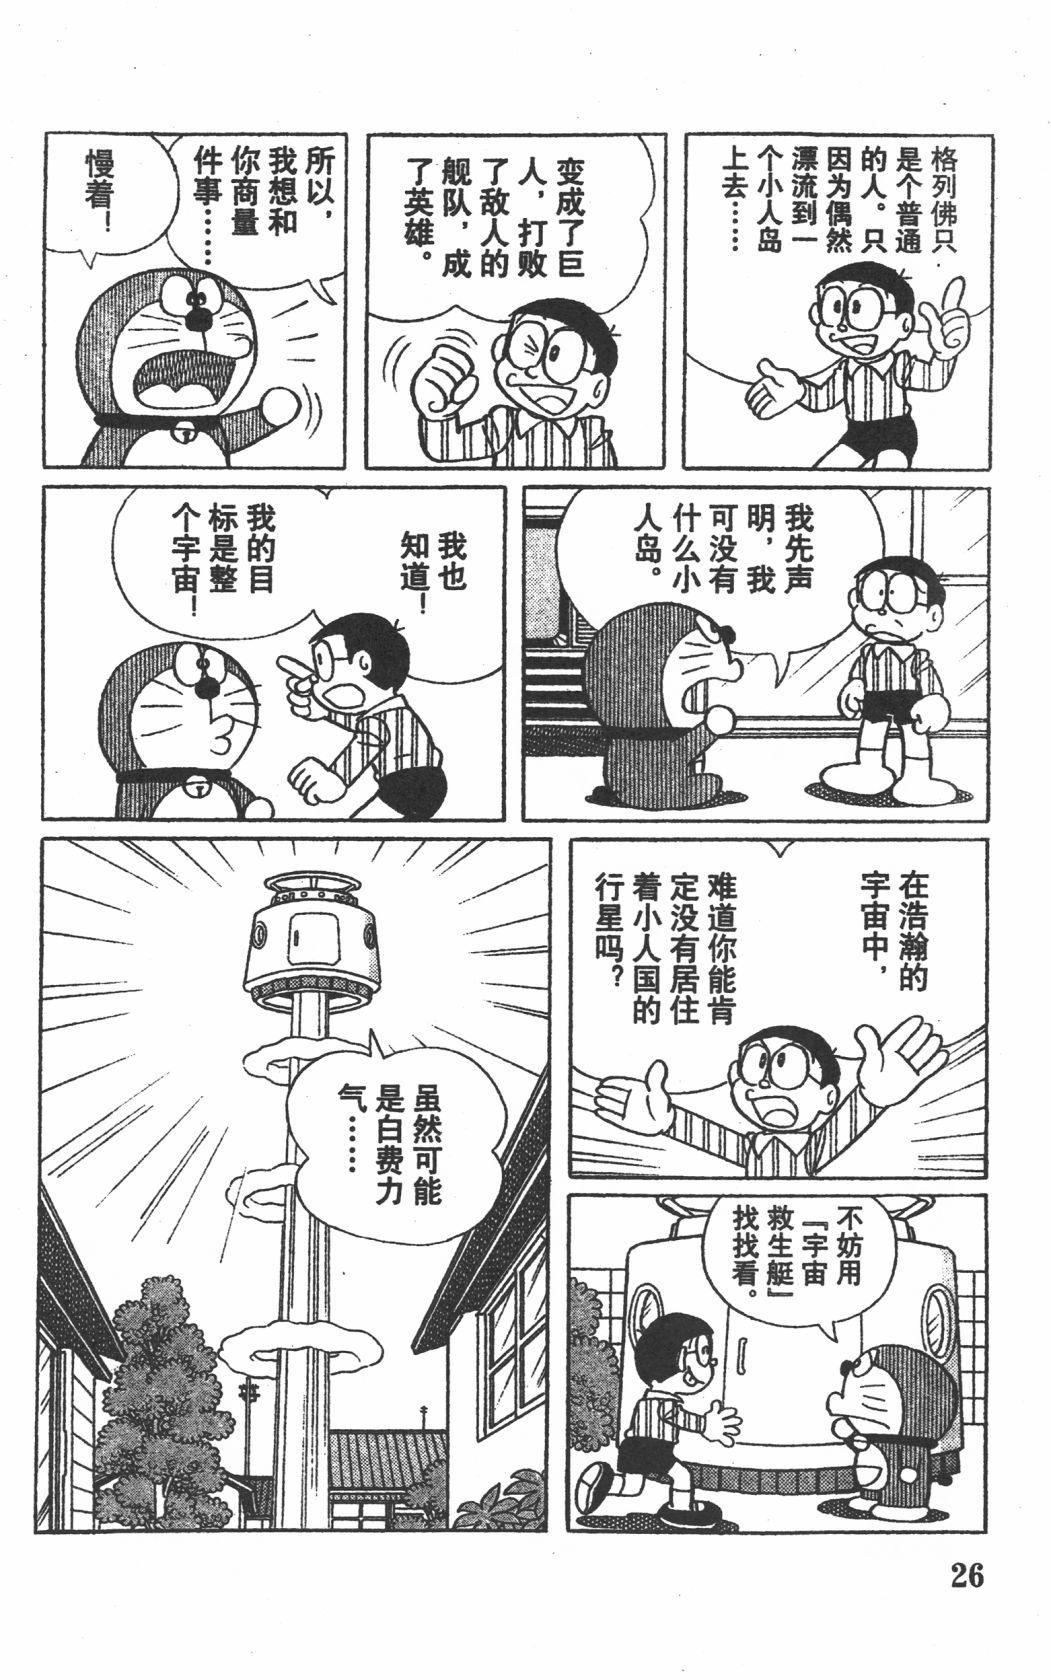 格列佛只
是个普通
的人。只
因为偶然
漂流到一
个小人岛
上去……
变成了巨
人，打败
了敌人的
舰队，成
了英雄。
所以，
我想和
你商量
件事……
慢着！
我先声
明，我
可没有
什么小
人岛。
我也
知道！
我的目
标是整
个宇宙！
在浩瀚的
宇宙中，
难道你能肯
定没有居住
着小人国的
行星吗？
不妨用
『宇宙
救生艇』
找找看。
虽然可能
是白费力
气……
26